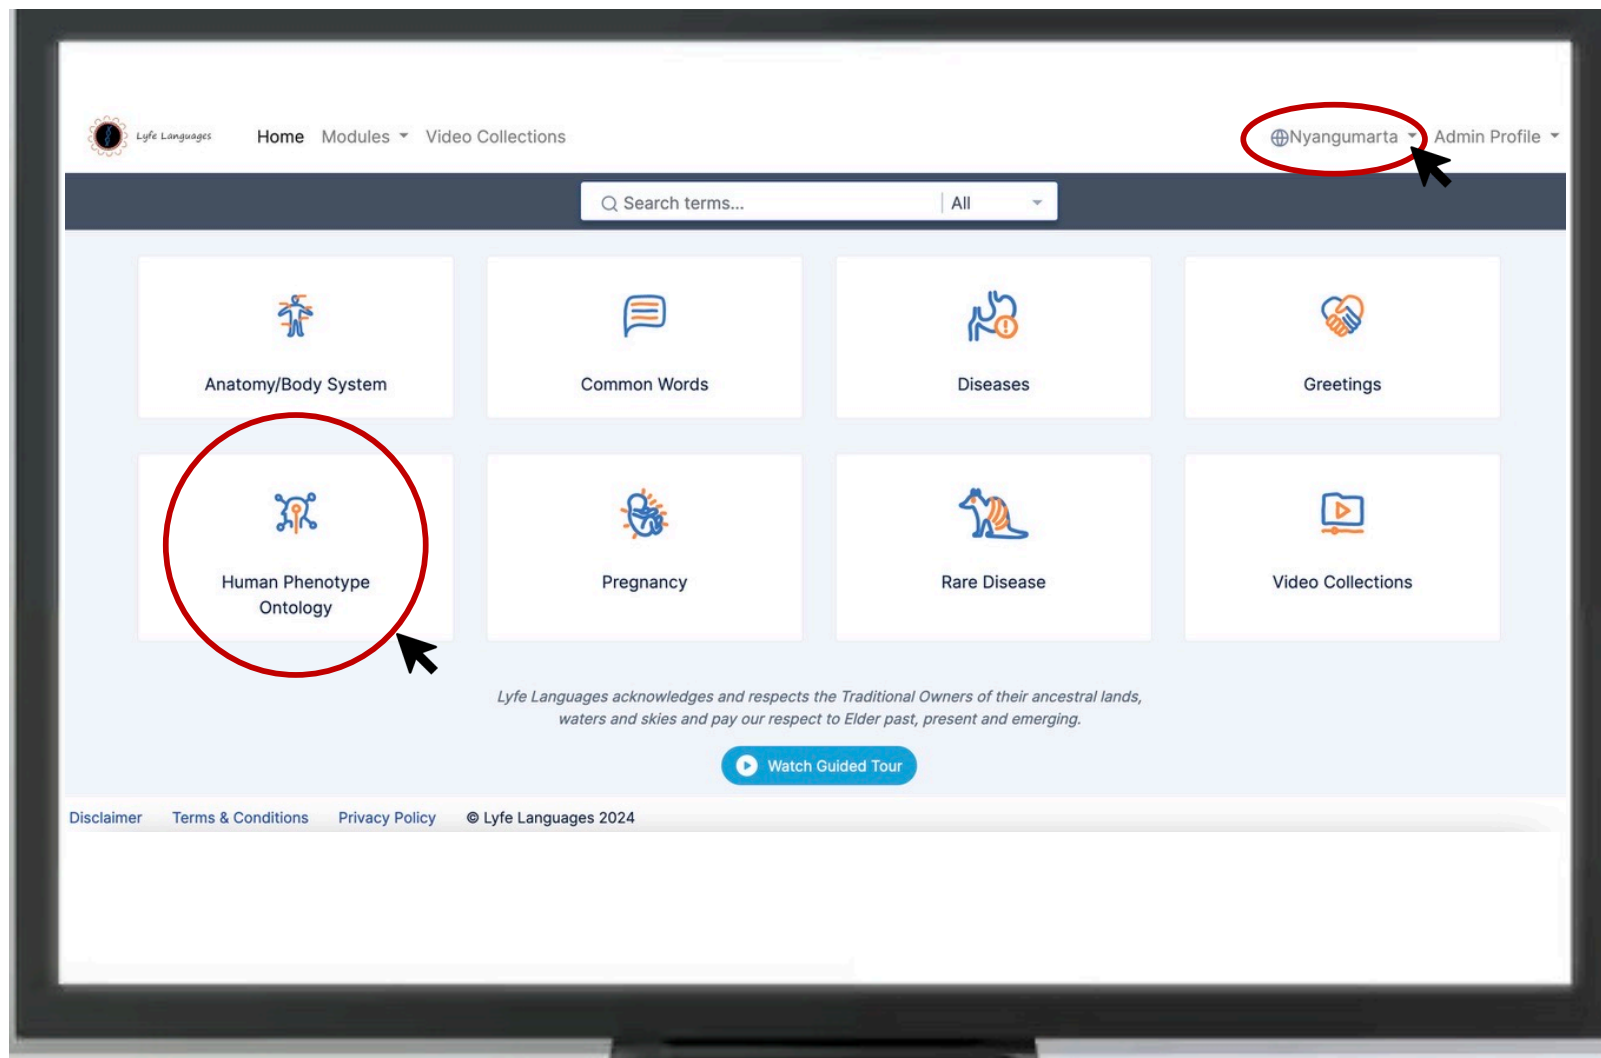 Lyfe Languages
Home Modules Video Collections
Nyangumarta Admin Profile
Search terms... All
Anatomy/Body System
Common Words
Diseases
Greetings
Human Phenotype
Ontology
Pregnancy
Rare Disease
Video Collections
Lyfe Languages acknowledges and respects the Traditional Owners of their ancestral lands,
waters and skies and pay our respect to Elder past, present and emerging.
Watch Guided Tour
Disclaimer Terms & Conditions Privacy Policy © Lyfe Languages 2024